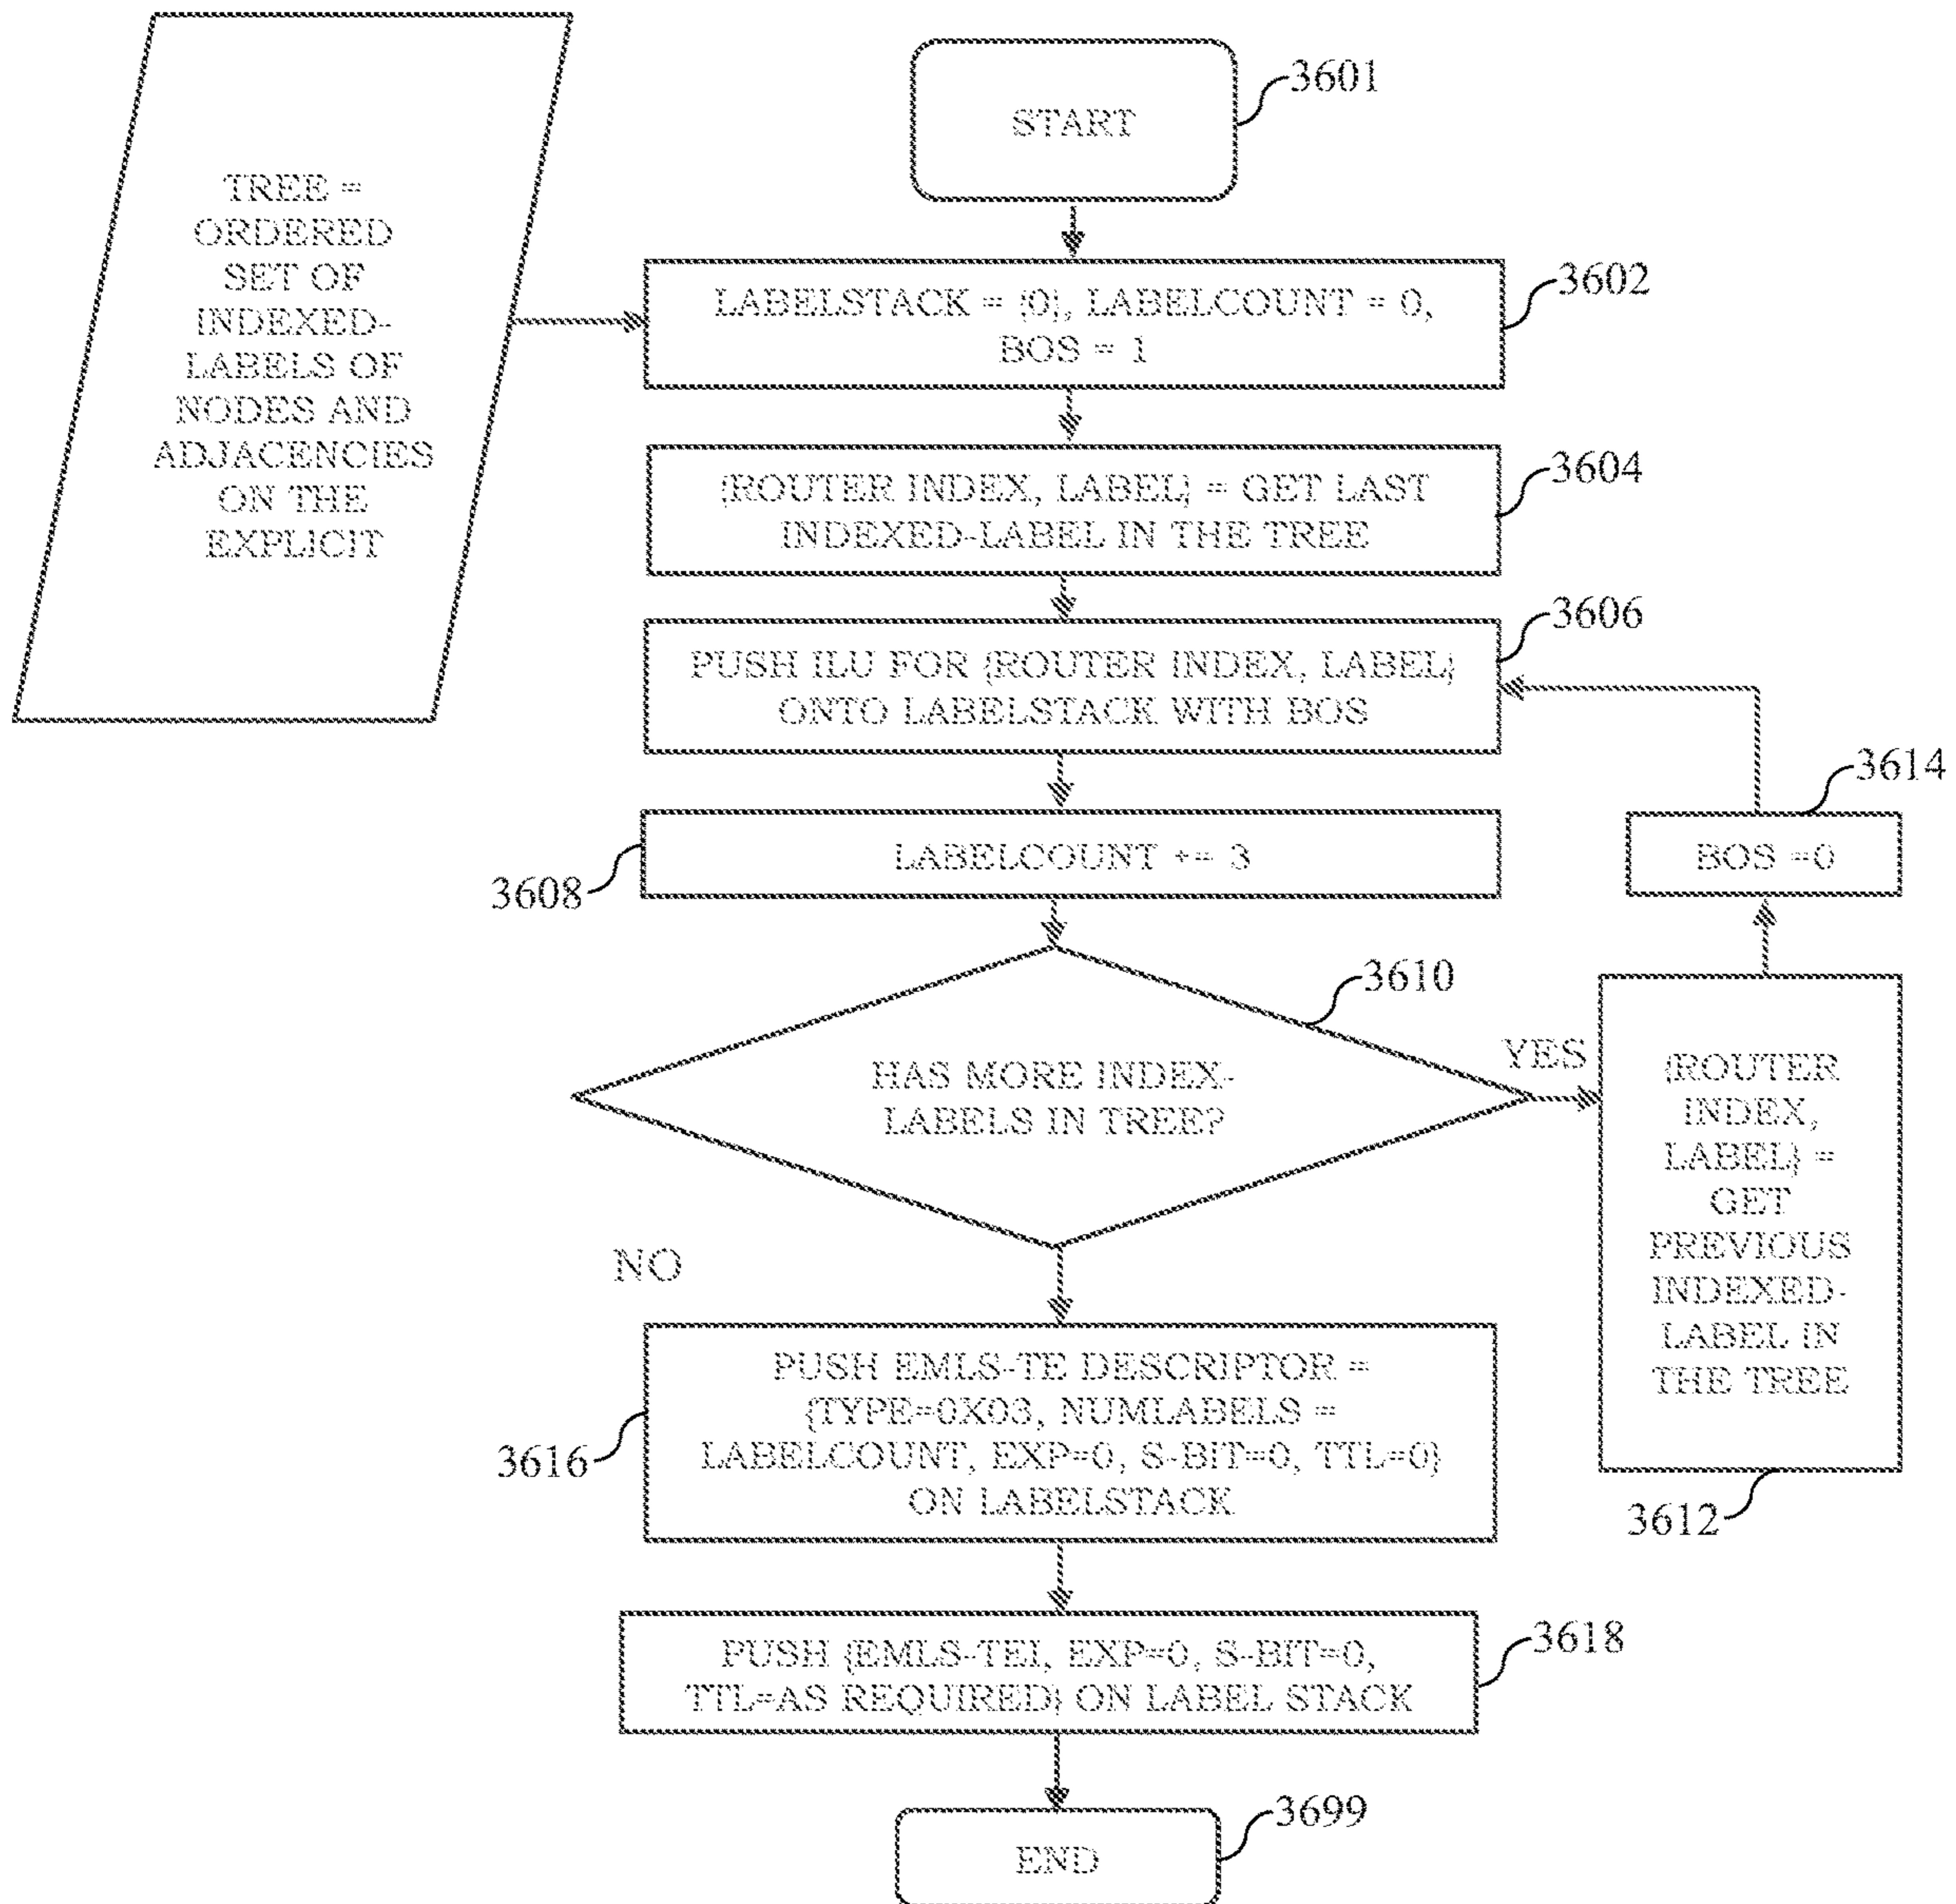 TREE =
ORDERED
SET OF
INDEXED-
LABELS OF
NODES AND
ADJACENCIES
ON THE
EXPLICIT
START
3601
LABELSTACK = {0}, LABELCOUNT = 0,
BOS = 1
3602
{ROUTER INDEX, LABEL} = GET LAST
INDEXED-LABEL IN THE TREE
3604
PUSH ILU FOR {ROUTER INDEX, LABEL}
ONTO LABELSTACK WITH BOS
3606
LABELCOUNT += 3
3608
BOS =0
3614
HAS MORE INDEX-
LABELS IN TREE?
3610
YES
{ROUTER
INDEX,
LABEL} =
GET
PREVIOUS
INDEXED-
LABEL IN
THE TREE
3612
NO
PUSH EMLS-TE DESCRIPTOR =
{TYPE=0X03, NUMLABELS =
LABELCOUNT, EXP=0, S-BIT=0, TTL=0}
ON LABELSTACK
3616
PUSH {EMLS-TEI, EXP=0, S-BIT=0,
TTL=AS REQUIRED} ON LABEL STACK
3618
END
3699